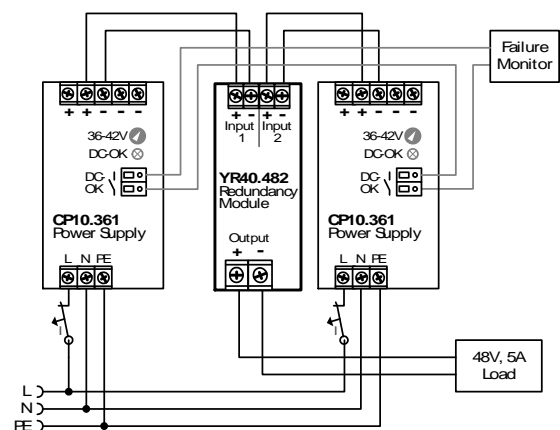 Failure
Monitor
+ + - - -
36-42V
DC-OK
DC-
OK
CP10.361
Power Supply
L N PE
+ - + -
Input Input
1 2
YR40.482
Redundancy
Module
Output
+ -
+ + - - -
36-42V
DC-OK
DC-
OK
CP10.361
Power Supply
L N PE
I
I
48V, 5A
Load
L
N
PE